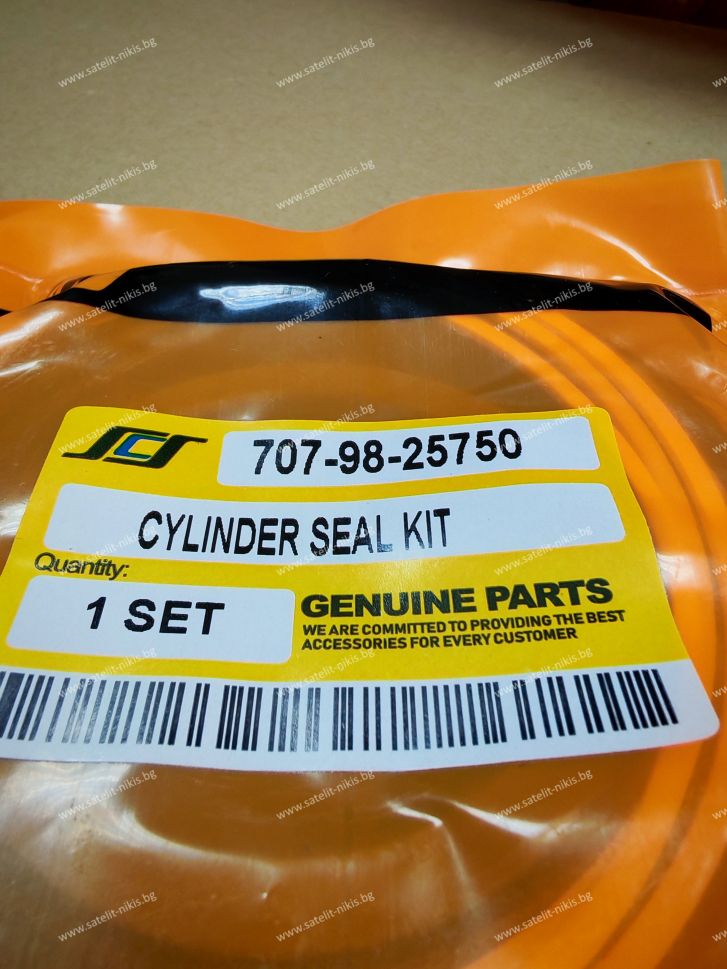 SCS
707-98-25750
CYLINDER SEAL KIT
Quantity:
1 SET
GENUINE PARTS
WE ARE COMMITTED TO PROVIDING THE BEST
ACCESSORIES FOR EVERY CUSTOMER
www.satelit-nikis.bg